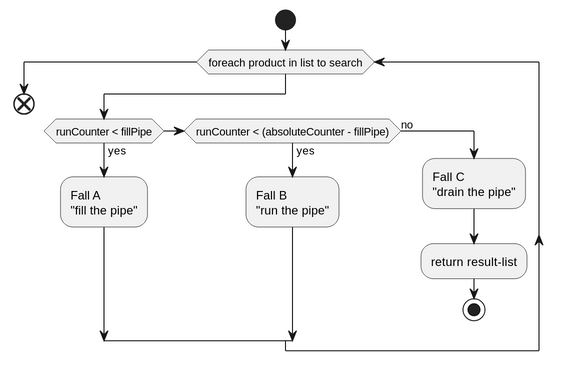 foreach product in list to search
runCounter < fillPipe
runCounter < (absoluteCounter - fillPipe)
no
yes
yes
Fall A
"fill the pipe"
Fall B
"run the pipe"
Fall C
"drain the pipe"
return result-list